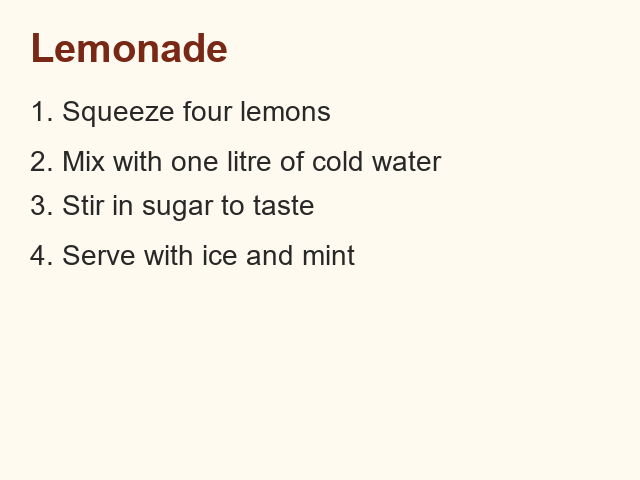 Lemonade
1. Squeeze four lemons
2. Mix with one litre of cold water
3. Stir in sugar to taste
4. Serve with ice and mint